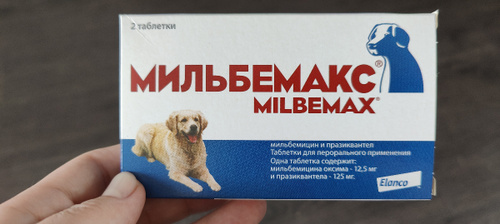 2 таблетки
МИЛЬБЕМАКС®
MILBEMAX®
мильбемицин и празиквантел
Таблетки для перорального применения
Одна таблетка содержит:
мильбемицина оксима - 12,5 мг
и празиквантела - 125 мг.
Elanco